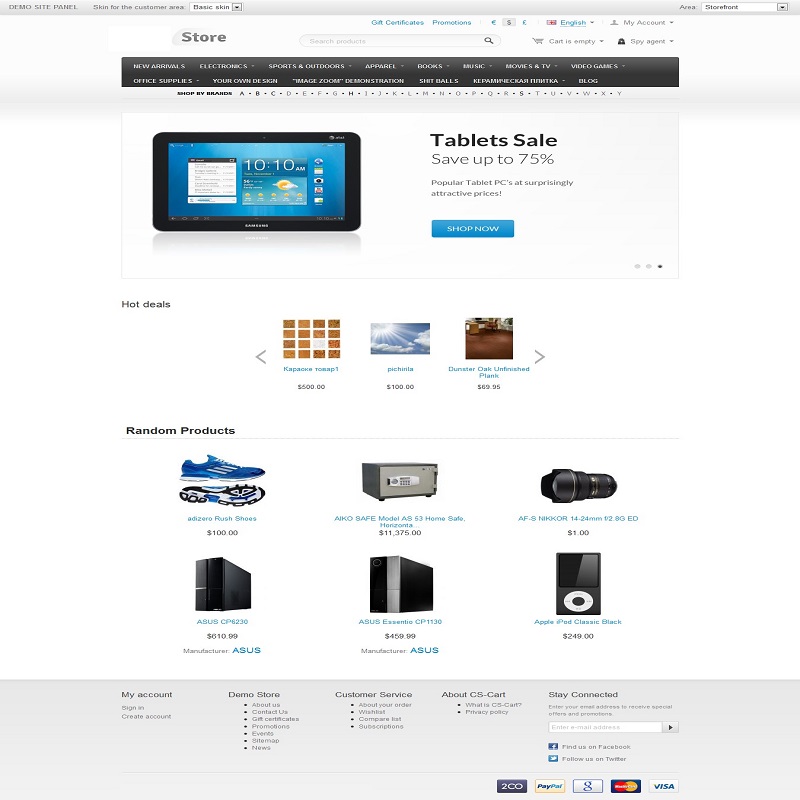 DEMO SITE PANEL Skin for the customer area: Basic skin Area: Storefront
Gift Certificates Promotions € $ £ English My Account
Store
Search products Cart is empty Spy agent
NEW ARRIVALS ELECTRONICS SPORTS & OUTDOORS APPAREL BOOKS MUSIC MOVIES & TV VIDEO GAMES
OFFICE SUPPLIES YOUR OWN DESIGN "IMAGE ZOOM" DEMONSTRATION SHIT BALLS КЕРАМИЧЕСКАЯ ПЛИТКА BLOG
SHOP BY BRANDS A • B • C • D • E • F • G • H • I • J • K • L • M • N • O • P • Q • R • S • T • U • V • W • X • Y
Tablets Sale
Save up to 75%
Popular Tablet PC's at surprisingly
attractive prices!
SHOP NOW
at&t
10:10 AM
SAMSUNG
Hot deals
Караоке товар1
$500.00
pichinla
$100.00
Dunster Oak Unfinished
Plank
$69.95
Random Products
adizero Rush Shoes
$100.00
AIKO SAFE Model AS 53 Home Safe,
Horizonta...
$11,375.00
AF-S NIKKOR 14-24mm f/2.8G ED
$1.00
ASUS CP6230
$610.99
Manufacturer: ASUS
ASUS Essentio CP1130
$459.99
Manufacturer: ASUS
Apple iPod Classic Black
$249.00
My account
Sign in
Create account
Demo Store
About us
Contact Us
Gift certificates
Promotions
Events
Sitemap
News
Customer Service
About your order
Wishlist
Compare list
Subscriptions
About CS-Cart
What is CS-Cart?
Privacy policy
Stay Connected
Enter your email address to receive special
offers and promotions.
Enter e-mail address
Find us on Facebook
Follow us on Twitter
2CO PayPal g MasterCard VISA